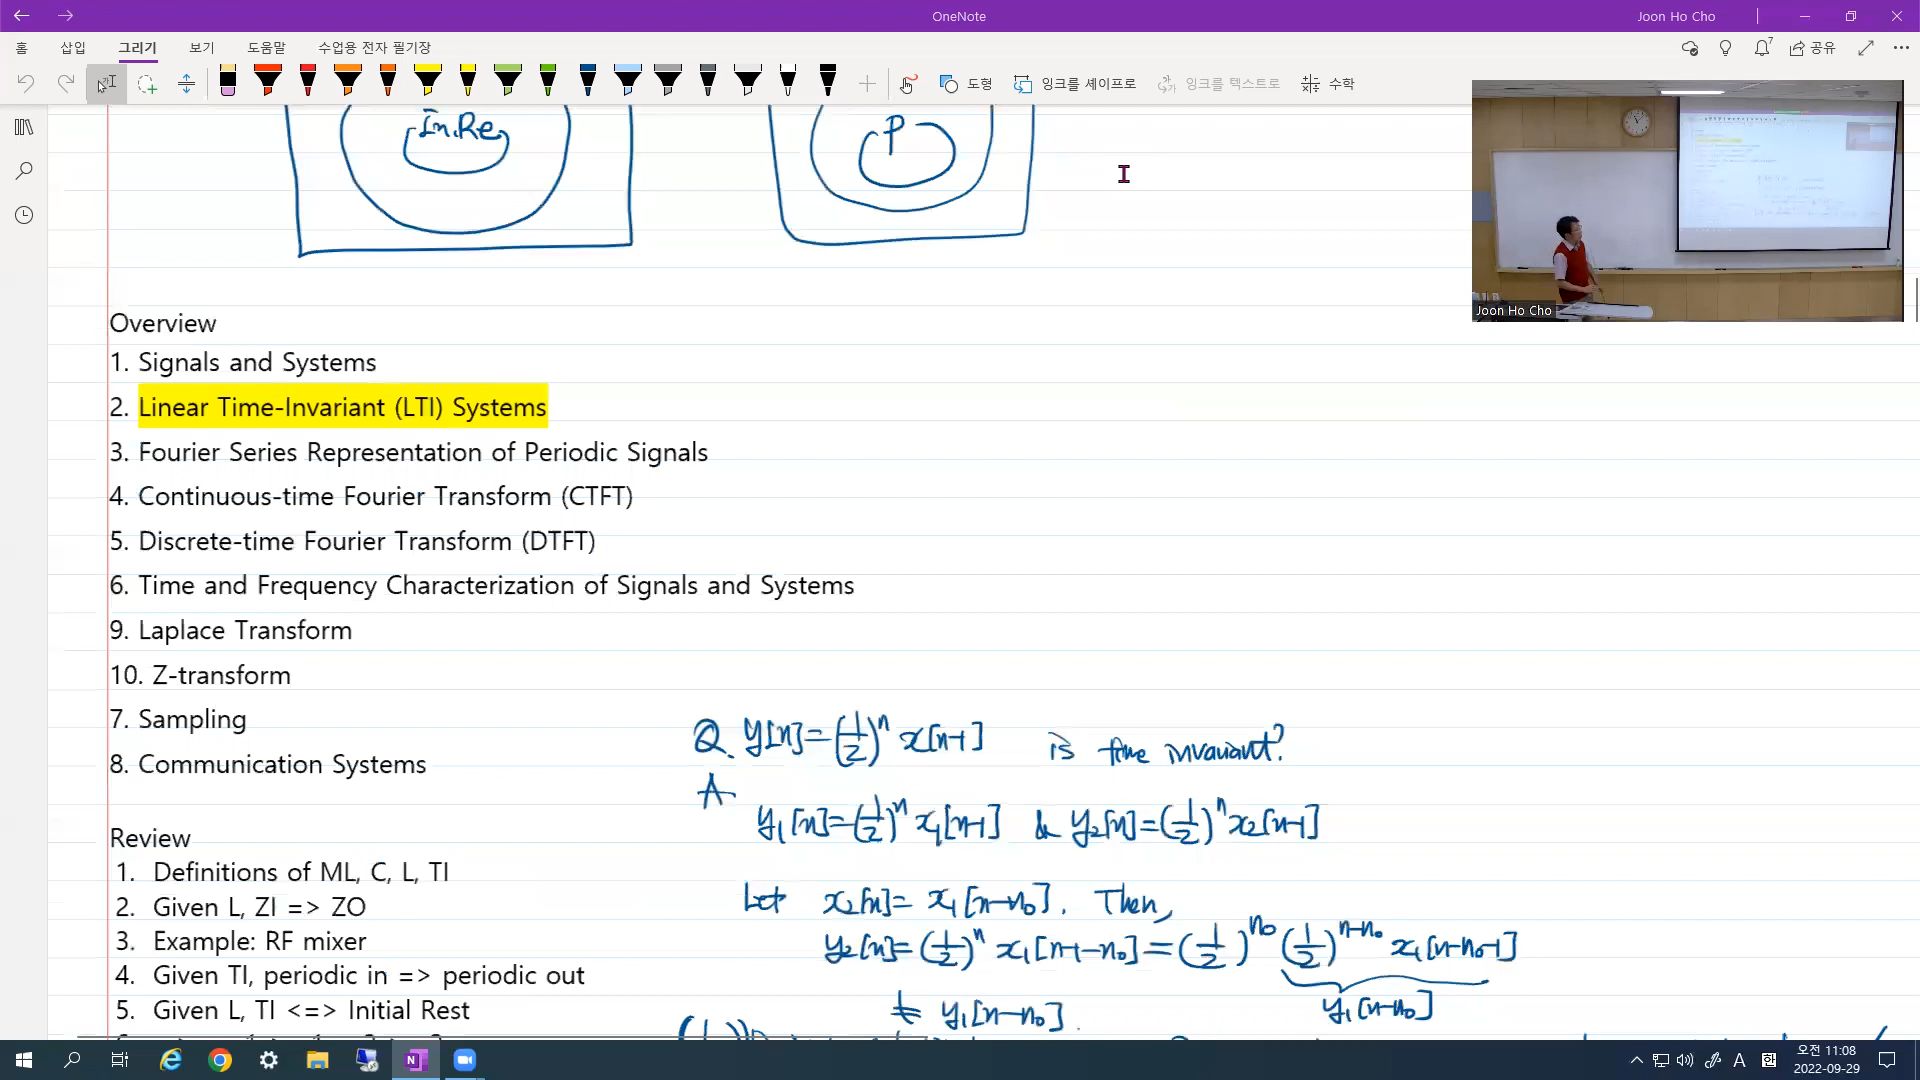 OneNote
Joon Ho Cho
홈 삽입 그리기 보기 도움말 수업용 전자 필기장
공유
도형 잉크를 셰이프로 잉크를 텍스트로 수학
In.Re
P
Joon Ho Cho
Overview
1. Signals and Systems
2. Linear Time-Invariant (LTI) Systems
3. Fourier Series Representation of Periodic Signals
4. Continuous-time Fourier Transform (CTFT)
5. Discrete-time Fourier Transform (DTFT)
6. Time and Frequency Characterization of Signals and Systems
9. Laplace Transform
10. Z-transform
7. Sampling
8. Communication Systems
Q. y[n]=(1/2)^n x[n-1] is time invariant?
A
y₁[n]=(1/2)^n x₁[n-1] & y₂[n]=(1/2)^n x₂[n-1]
Let x₂[n]= x₁[n-n₀]. Then,
y₂[n]=(1/2)^n x₁[n-1-n₀]=(1/2)^n₀ (1/2)^(n-n₀) x₁[n-n₀-1]
y₁[n-n₀]
≠ y₁[n-n₀].
Review
1. Definitions of ML, C, L, TI
2. Given L, ZI => ZO
3. Example: RF mixer
4. Given TI, periodic in => periodic out
5. Given L, TI <=> Initial Rest
A 한
오전 11:08
2022-09-29